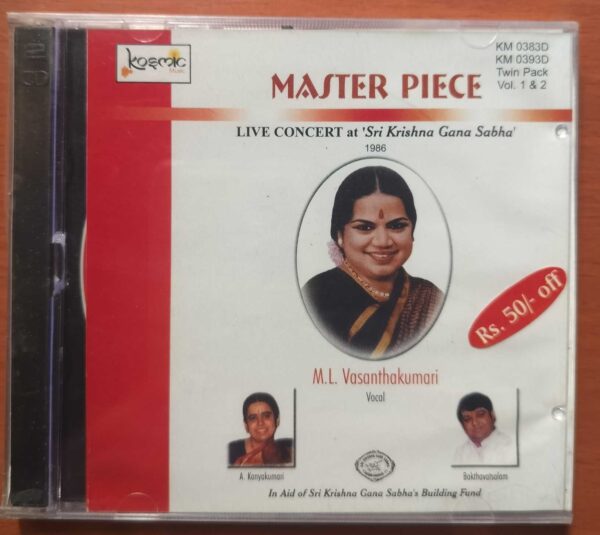 Kosmic
Music
KM 0383D
KM 0393D
Twin Pack
Vol. 1 & 2
MASTER PIECE
LIVE CONCERT at 'Sri Krishna Gana Sabha'
1986
Rs. 50/- off
M.L. Vasanthakumari
Vocal
A. Kanyakumari
Bakthavatsalam
In Aid of Sri Krishna Gana Sabha's Building Fund